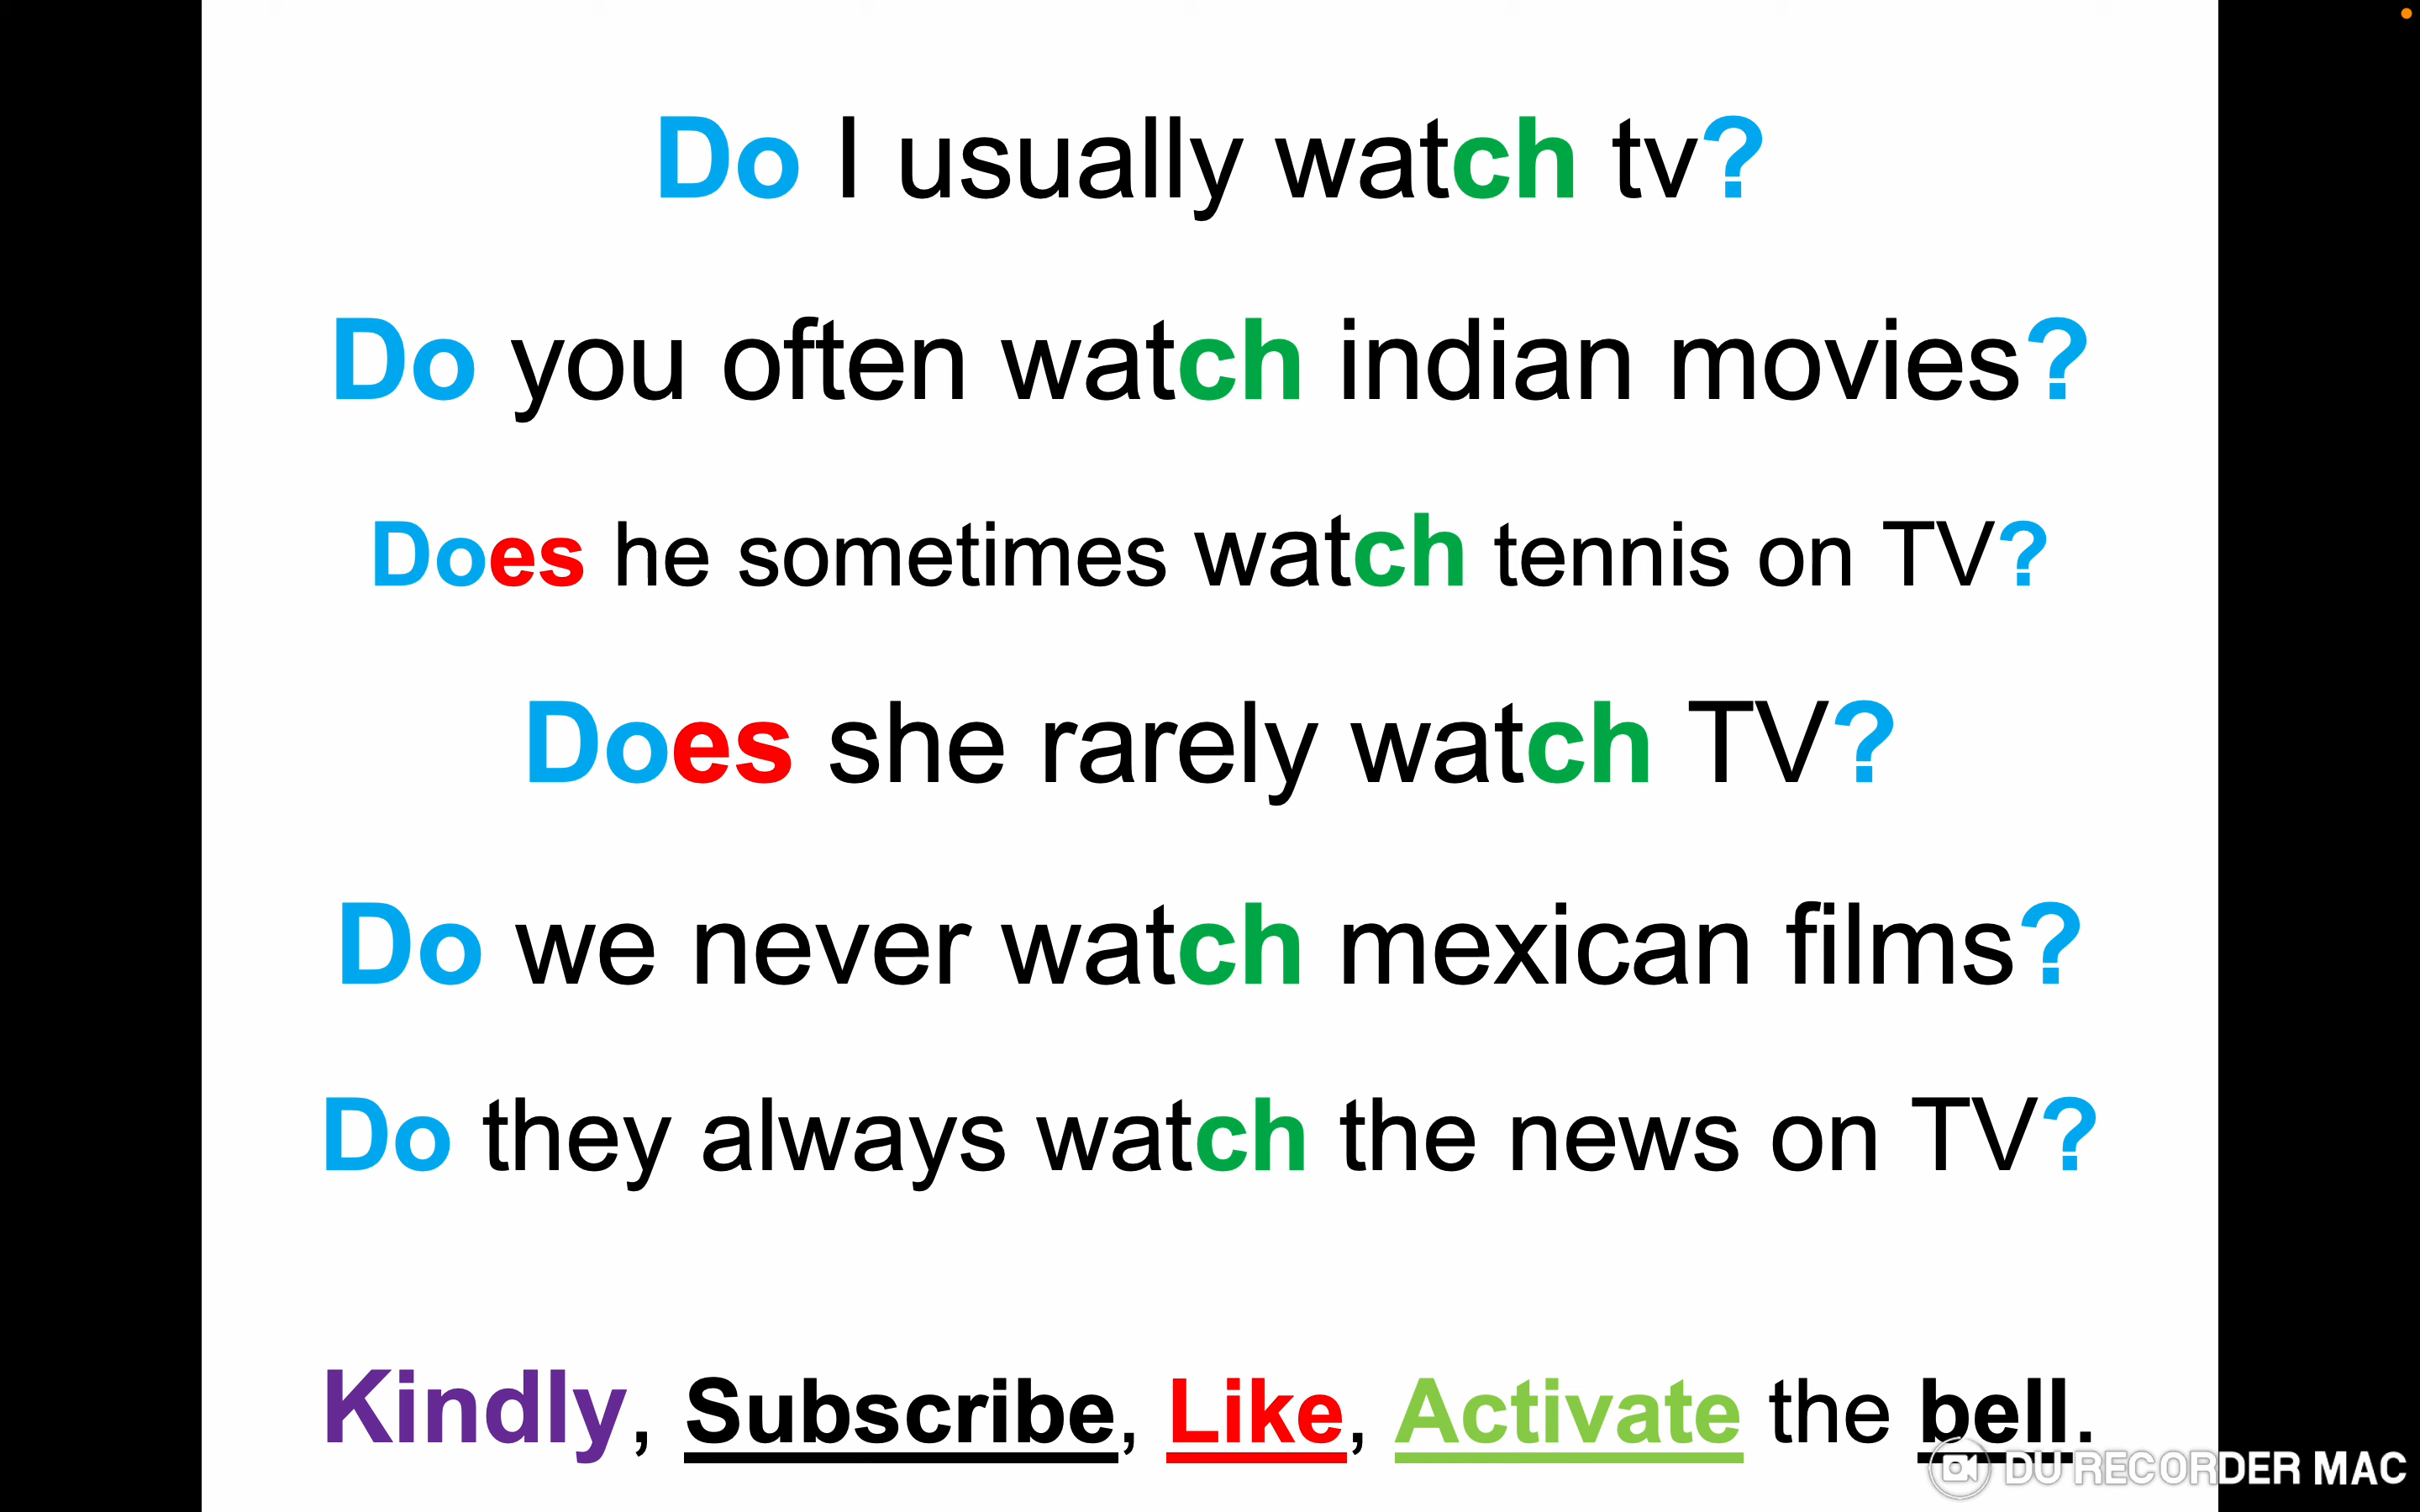 Do I usually watch tv?
Do you often watch indian movies?
Does he sometimes watch tennis on TV?
Does she rarely watch TV?
Do we never watch mexican films?
Do they always watch the news on TV?
Kindly, Subscribe, Like, Activate the bell.
DU RECORDER MAC